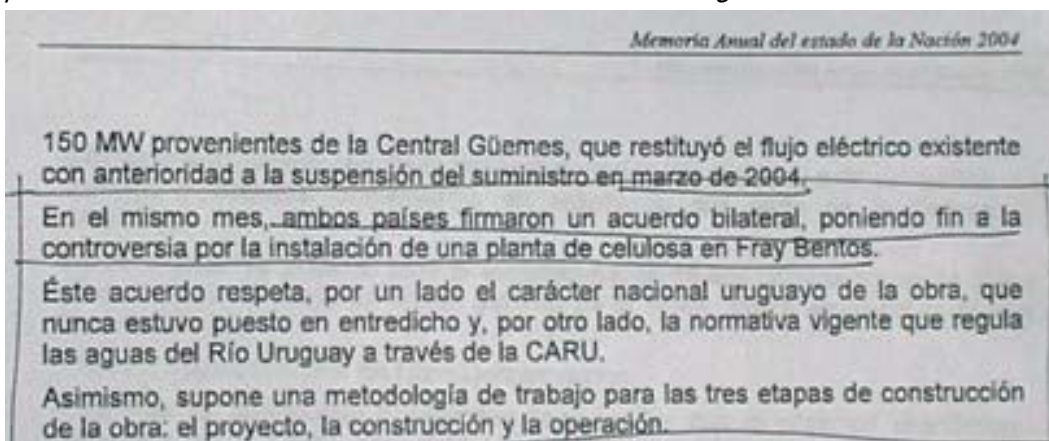 Memoria Anual del estado de la Nación 2004
150 MW provenientes de la Central Güemes, que restituyó el flujo eléctrico existente
con anterioridad a la suspensión del suministro en marzo de 2004.
En el mismo mes, ambos países firmaron un acuerdo bilateral, poniendo fin a la
controversia por la instalación de una planta de celulosa en Fray Bentos.
Éste acuerdo respeta, por un lado el carácter nacional uruguayo de la obra, que
nunca estuvo puesto en entredicho y, por otro lado, la normativa vigente que regula
las aguas del Río Uruguay a través de la CARU.
Asimismo, supone una metodología de trabajo para las tres etapas de construcción
de la obra: el proyecto, la construcción y la operación.